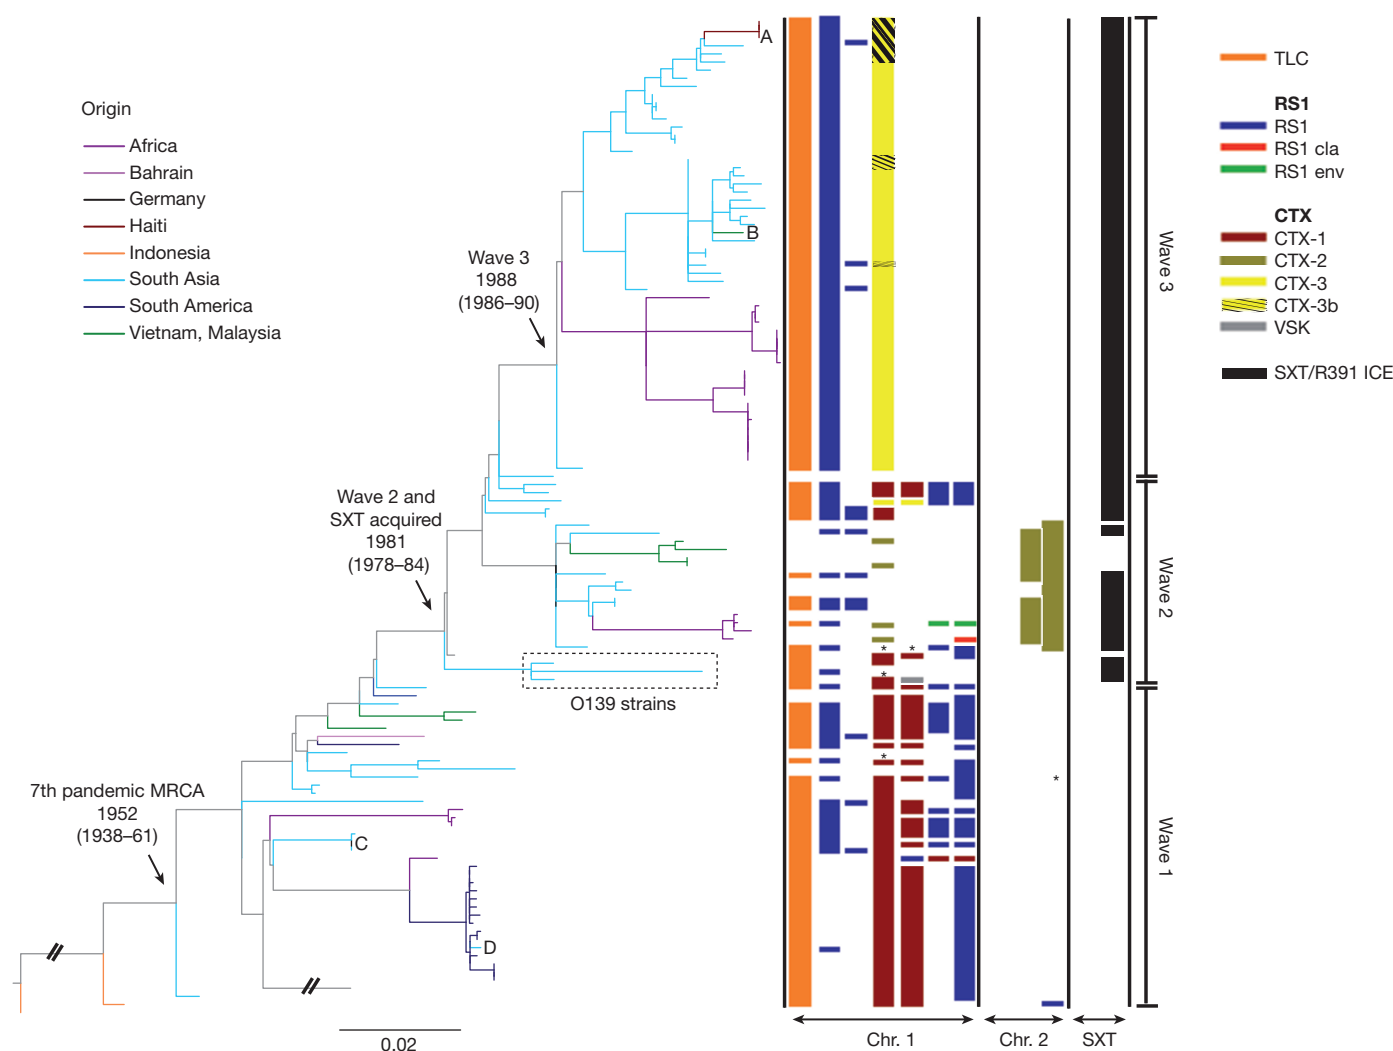 Origin
Africa
Bahrain
Germany
Haiti
Indonesia
South Asia
South America
Vietnam, Malaysia
A
B
Wave 3
1988
(1986–90)
Wave 2 and
SXT acquired
1981
(1978–84)
O139 strains
7th pandemic MRCA
1952
(1938–61)
C
D
0.02
*
*
*
*
*
Chr. 1
Chr. 2
SXT
Wave 3
Wave 2
Wave 1
TLC
RS1
RS1
RS1 cla
RS1 env
CTX
CTX-1
CTX-2
CTX-3
CTX-3b
VSK
SXT/R391 ICE